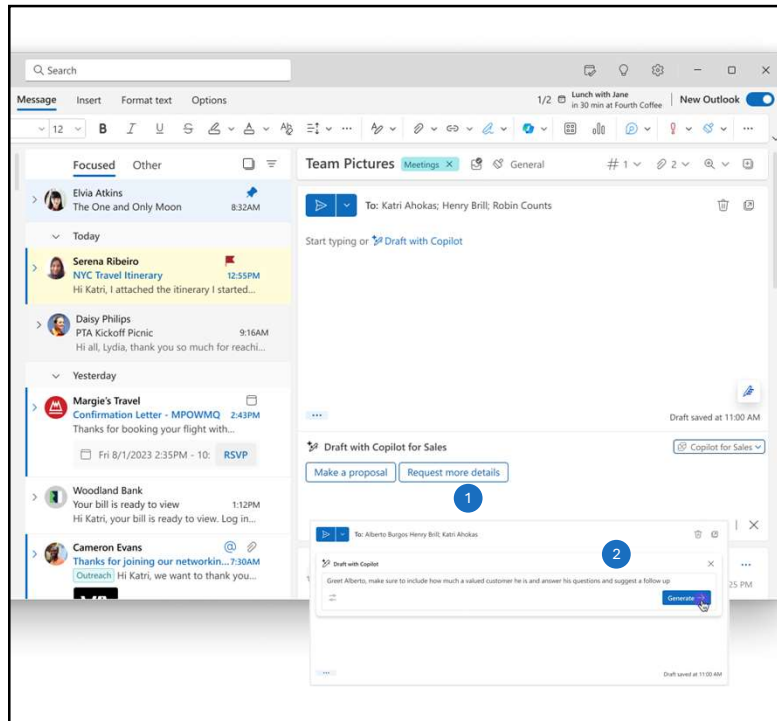 Search
Message Insert Format text Options
1/2 Lunch with Jane
in 30 min at Fourth Coffee
New Outlook
12 B I U S
Focused Other
Team Pictures Meetings × General # 1 2
Elvia Atkins
The One and Only Moon 8:32AM
To: Katri Ahokas; Henry Brill; Robin Counts
Today
Start typing or Draft with Copilot
Serena Ribeiro
NYC Travel Itinerary 12:55PM
Hi Katri, I attached the itinerary I started...
Daisy Philips
PTA Kickoff Picnic 9:16AM
Hi all, Lydia, thank you so much for reachi...
Yesterday
Margie's Travel
Confirmation Letter - MPOWMQ 2:43PM
Thanks for booking your flight with...
Fri 8/1/2023 2:35PM - 10: RSVP
Draft saved at 11:00 AM
Draft with Copilot for Sales Copilot for Sales
Make a proposal Request more details
Woodland Bank
Your bill is ready to view 1:12PM
Hi Katri, your bill is ready to view. Log in...
1
Cameron Evans
Thanks for joining our networkin... 7:30AM
Outreach Hi Katri, we want to thank you...
To: Alberto Burgos Henry Brill; Katri Ahokas
2
Draft with Copilot
Greet Alberto, make sure to include how much a valued customer he is and answer his questions and suggest a follow up
25 PM
Generate
Draft saved at 11:00 AM